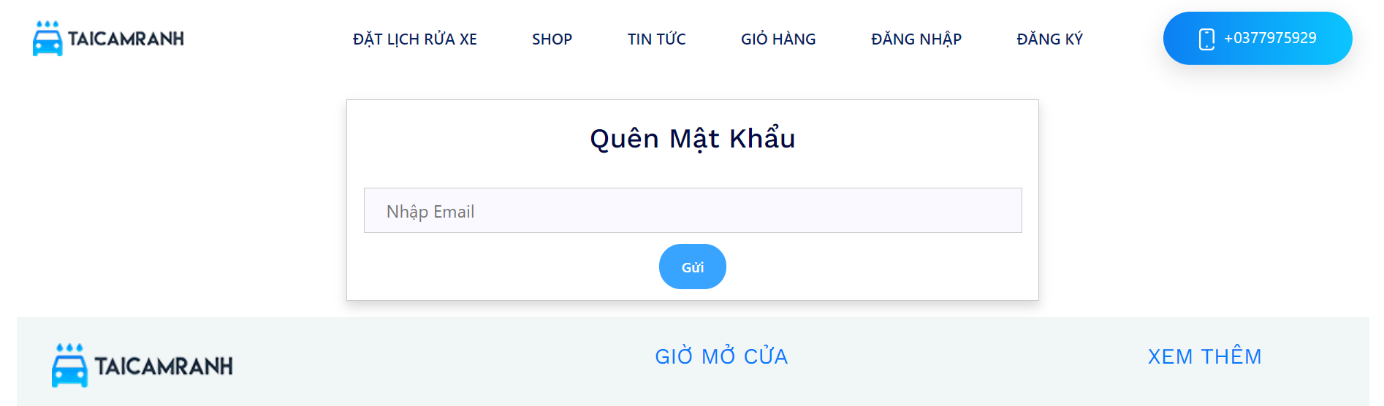 TAICAMRANH
ĐẶT LỊCH RỬA XE
SHOP
TIN TỨC
GIỎ HÀNG
ĐĂNG NHẬP
ĐĂNG KÝ
+0377975929
Quên Mật Khẩu
Nhập Email
Gửi
TAICAMRANH
GIỜ MỞ CỬA
XEM THÊM